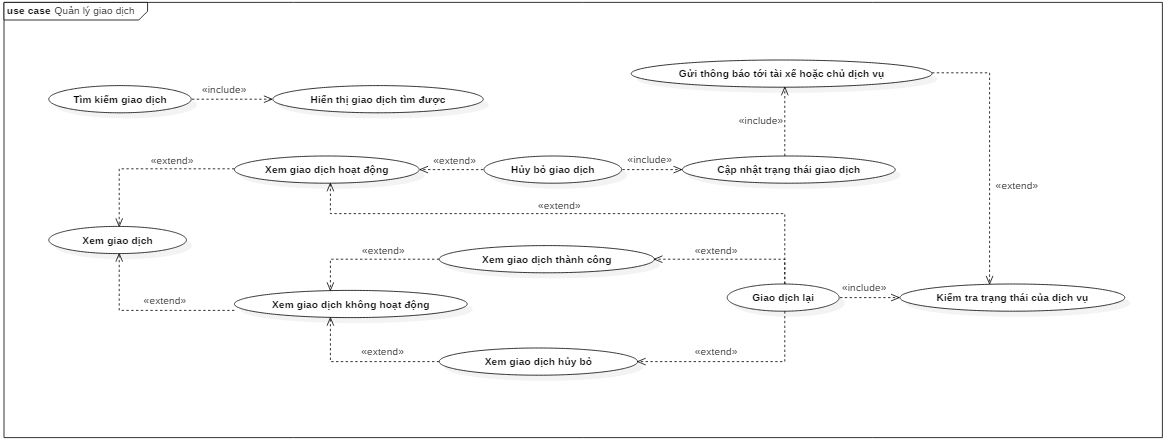 use case Quản lý giao dịch
Gửi thông báo tới tài xế hoặc chủ dịch vụ
«include»
Tìm kiếm giao dịch
Hiển thị giao dịch tìm được
«include»
«extend»
«extend»
«include»
Xem giao dịch hoạt động
Hủy bỏ giao dịch
Cập nhật trạng thái giao dịch
«extend»
«extend»
Xem giao dịch
«extend»
«extend»
Xem giao dịch thành công
«extend»
Xem giao dịch không hoạt động
Giao dịch lại
«include»
Kiểm tra trạng thái của dịch vụ
«extend»
«extend»
Xem giao dịch hủy bỏ